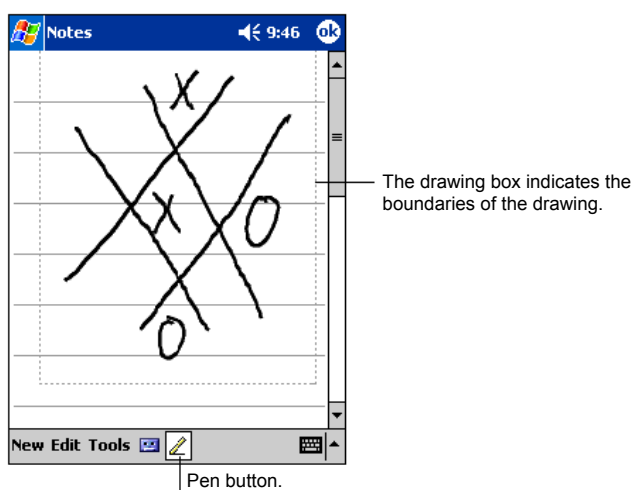 Notes 9:46 ok
X
The drawing box indicates the
boundaries of the drawing.
X O
O
New Edit Tools
Pen button.